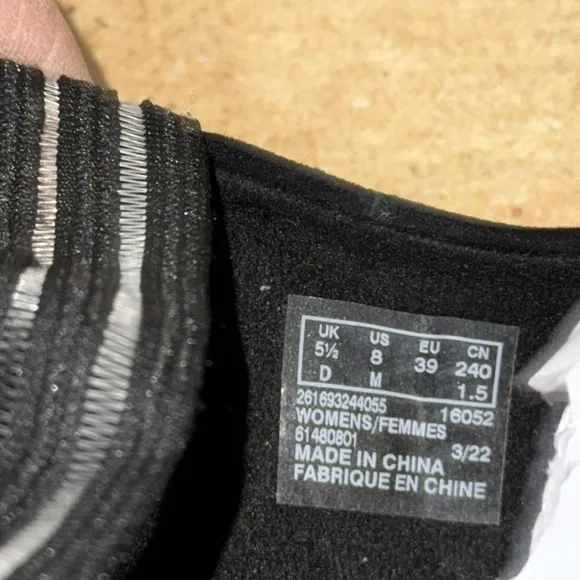 UK US EU CN
5½ 8 39 240
D M 1.5
261693244055 16052
WOMENS/FEMMES
61480801 3/22
MADE IN CHINA
FABRIQUE EN CHINE